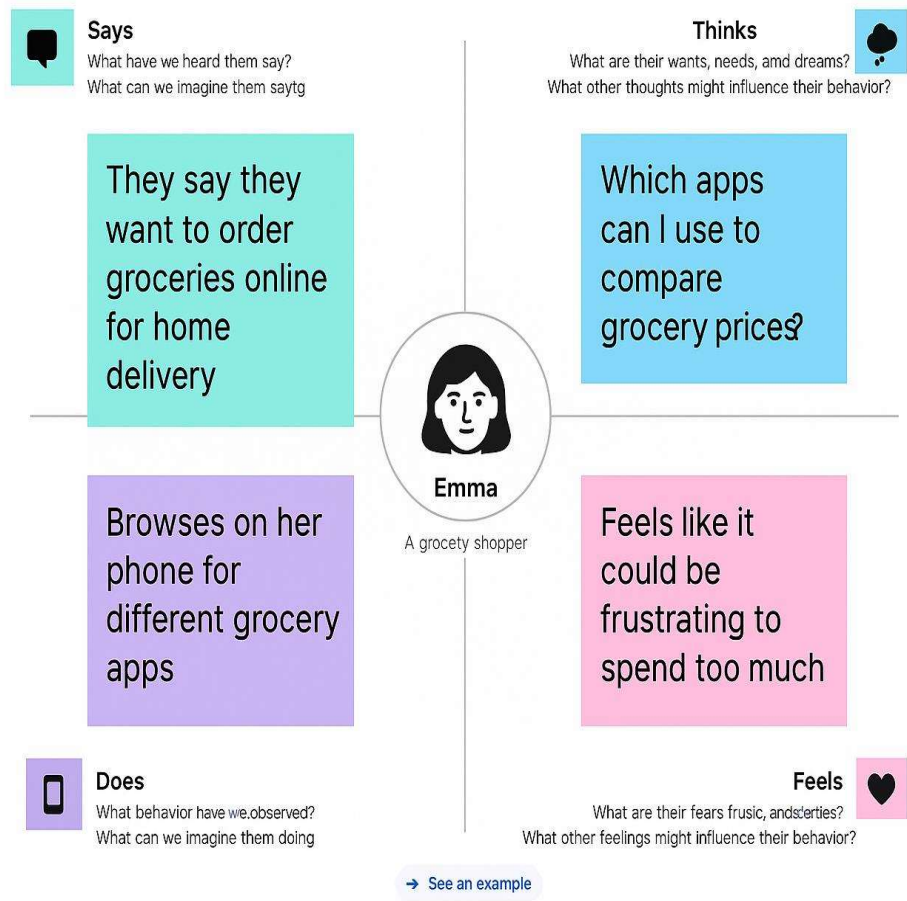 Says
What have we heard them say?
What can we imagine them saytg
Thinks
What are their wants, needs, amd dreams?
What other thoughts might influence their behavior?
They say they
want to order
groceries online
for home
delivery
Which apps
can I use to
compare
grocery prices?
Emma
A grocety shopper
Browses on her
phone for
different grocery
apps
Feels like it
could be
frustrating to
spend too much
Does
What behavior have we.observed?
What can we imagine them doing
Feels
What are their fears frusic, andsderties?
What other feelings might influence their behavior?
→ See an example